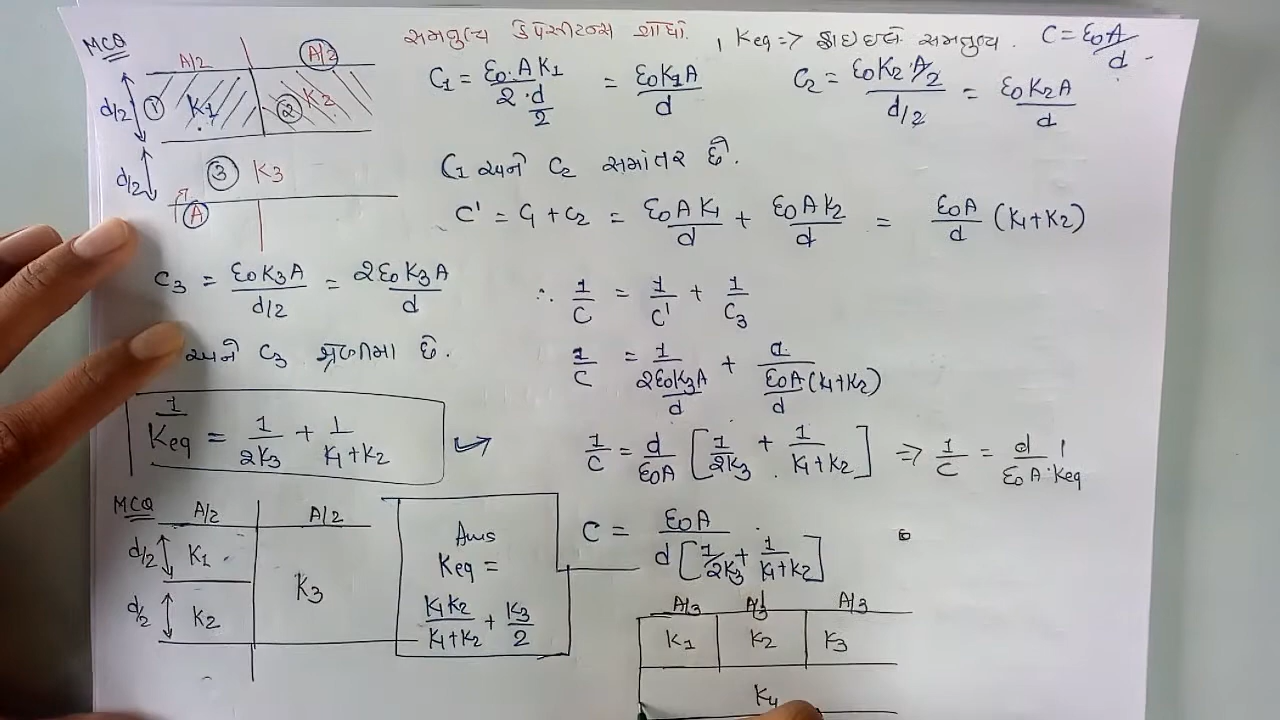 MCQ
A/2 A/2
d/2 ① K1 ② K2
d/2 ③ K3
A
સમતુલ્ય કેપેસીટન્સ શોધો. , Keq => ડાઇઇલે. સમતુલ્ય. C = ε0A/d
C1 = ε0·A K1 / 2·d/2 = ε0K1A/d
C2 = ε0K2·A/2 / d/2 = ε0K2A/d
C1 અને C2 સમાંતર છે.
C' = C1 + C2 = ε0AK1/d + ε0AK2/d = ε0A/d (K1+K2)
C3 = ε0K3A / d/2 = 2ε0K3A/d
અને C3 શ્રેણીમાં છે.
∴ 1/C = 1/C' + 1/C3
1/C = 1 / 2ε0K3A/d + 1 / ε0A/d (K1+K2)
1/C = d/ε0A [1/2K3 + 1/K1+K2] => 1/C = d/ε0A · 1/Keq
1/Keq = 1/2K3 + 1/K1+K2
C = ε0A / d[1/2K3 + 1/K1+K2]
MCQ A/2 A/2
d/2 K1
K3
d/2 K2
Ans
Keq =
K1K2/K1+K2 + K3/2
A/3 A/3 A/3
K1 K2 K3
K4